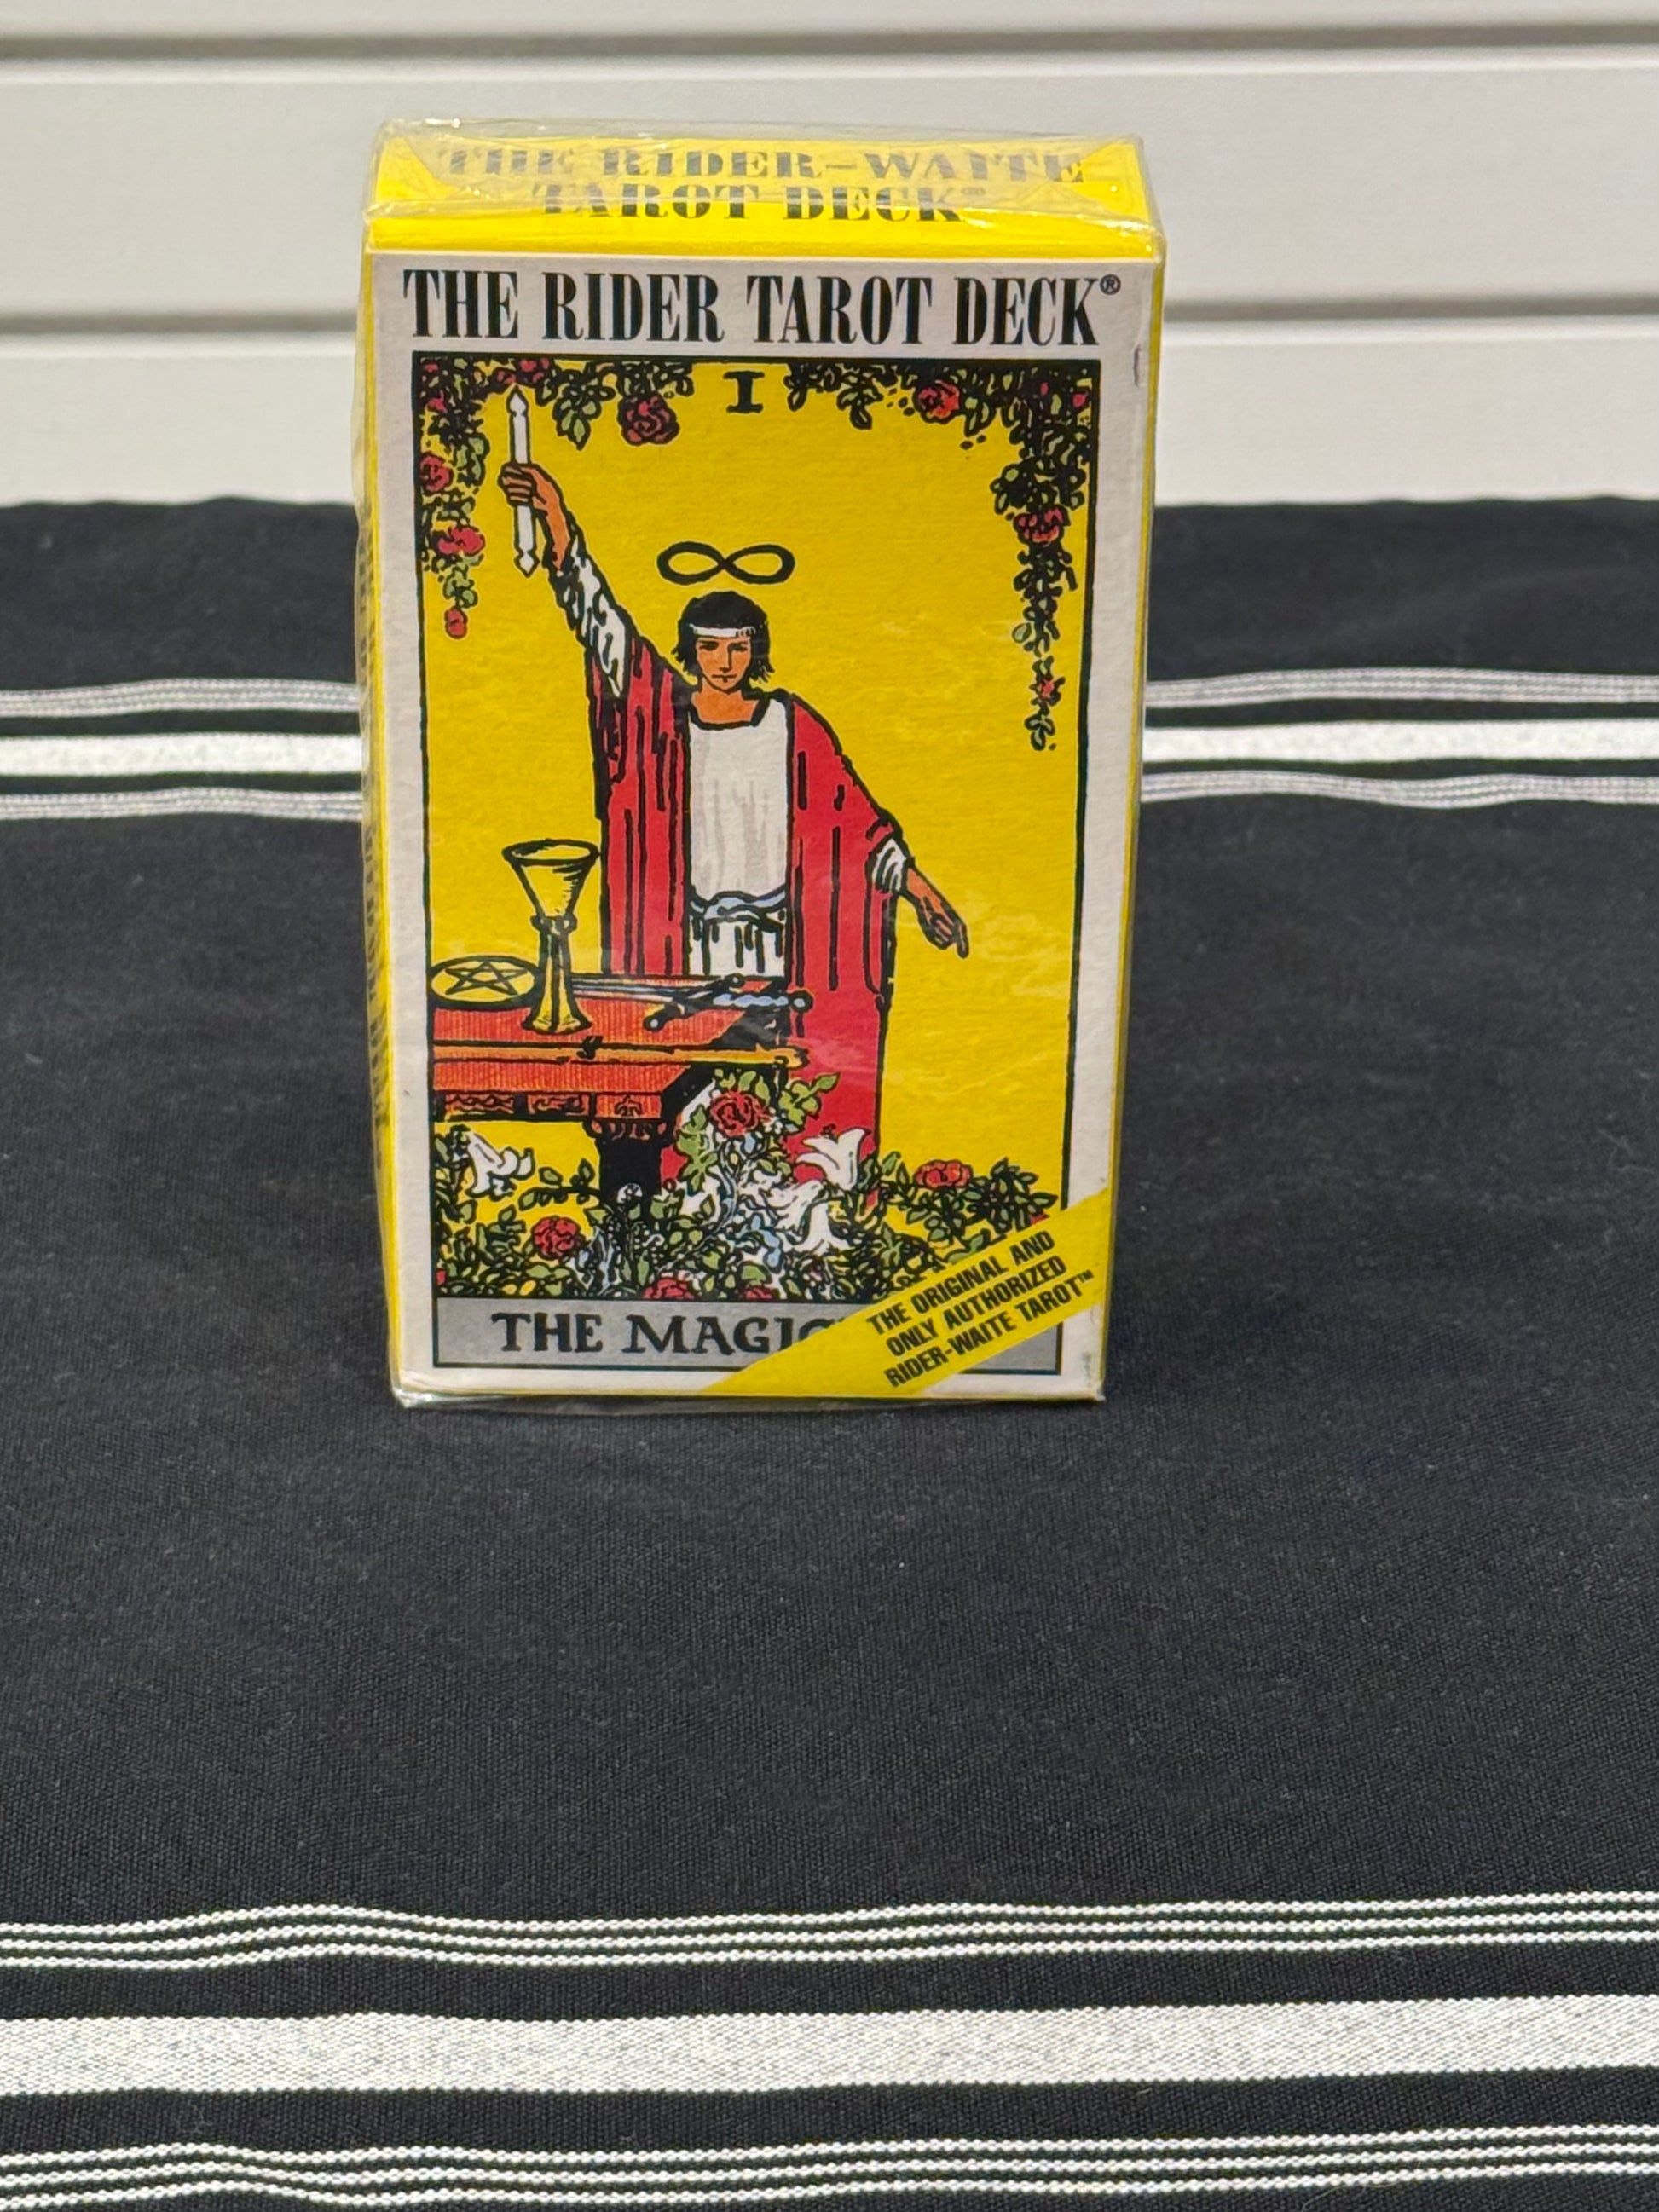 THE RIDER-WAITE
TAROT DECK®
THE RIDER TAROT DECK®
I
THE MAGIC
THE ORIGINAL AND
ONLY AUTHORIZED
RIDER-WAITE TAROT™